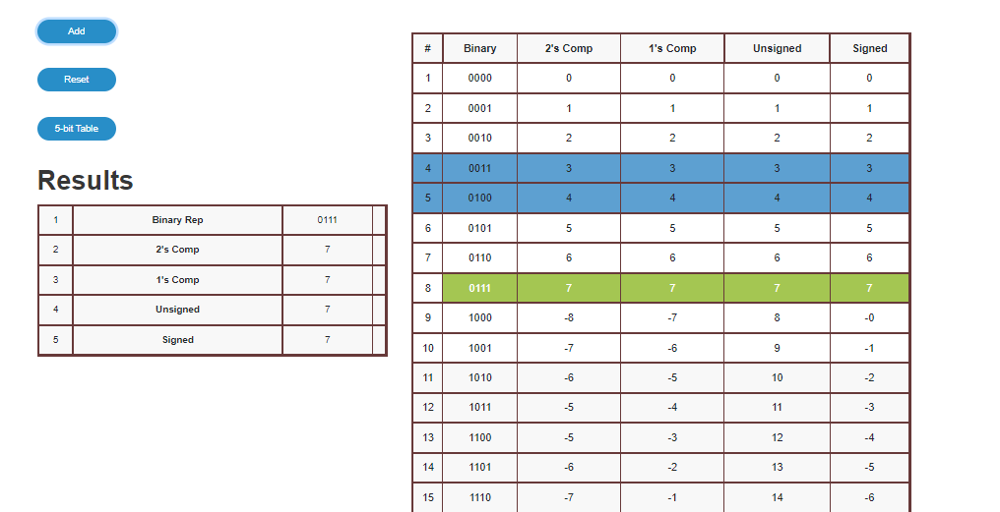 Add
Reset
5-bit Table
Results
1 Binary Rep 0111
2 2's Comp 7
3 1's Comp 7
4 Unsigned 7
5 Signed 7
# Binary 2's Comp 1's Comp Unsigned Signed
1 0000 0 0 0 0
2 0001 1 1 1 1
3 0010 2 2 2 2
4 0011 3 3 3 3
5 0100 4 4 4 4
6 0101 5 5 5 5
7 0110 6 6 6 6
8 0111 7 7 7 7
9 1000 -8 -7 8 -0
10 1001 -7 -6 9 -1
11 1010 -6 -5 10 -2
12 1011 -5 -4 11 -3
13 1100 -5 -3 12 -4
14 1101 -6 -2 13 -5
15 1110 -7 -1 14 -6